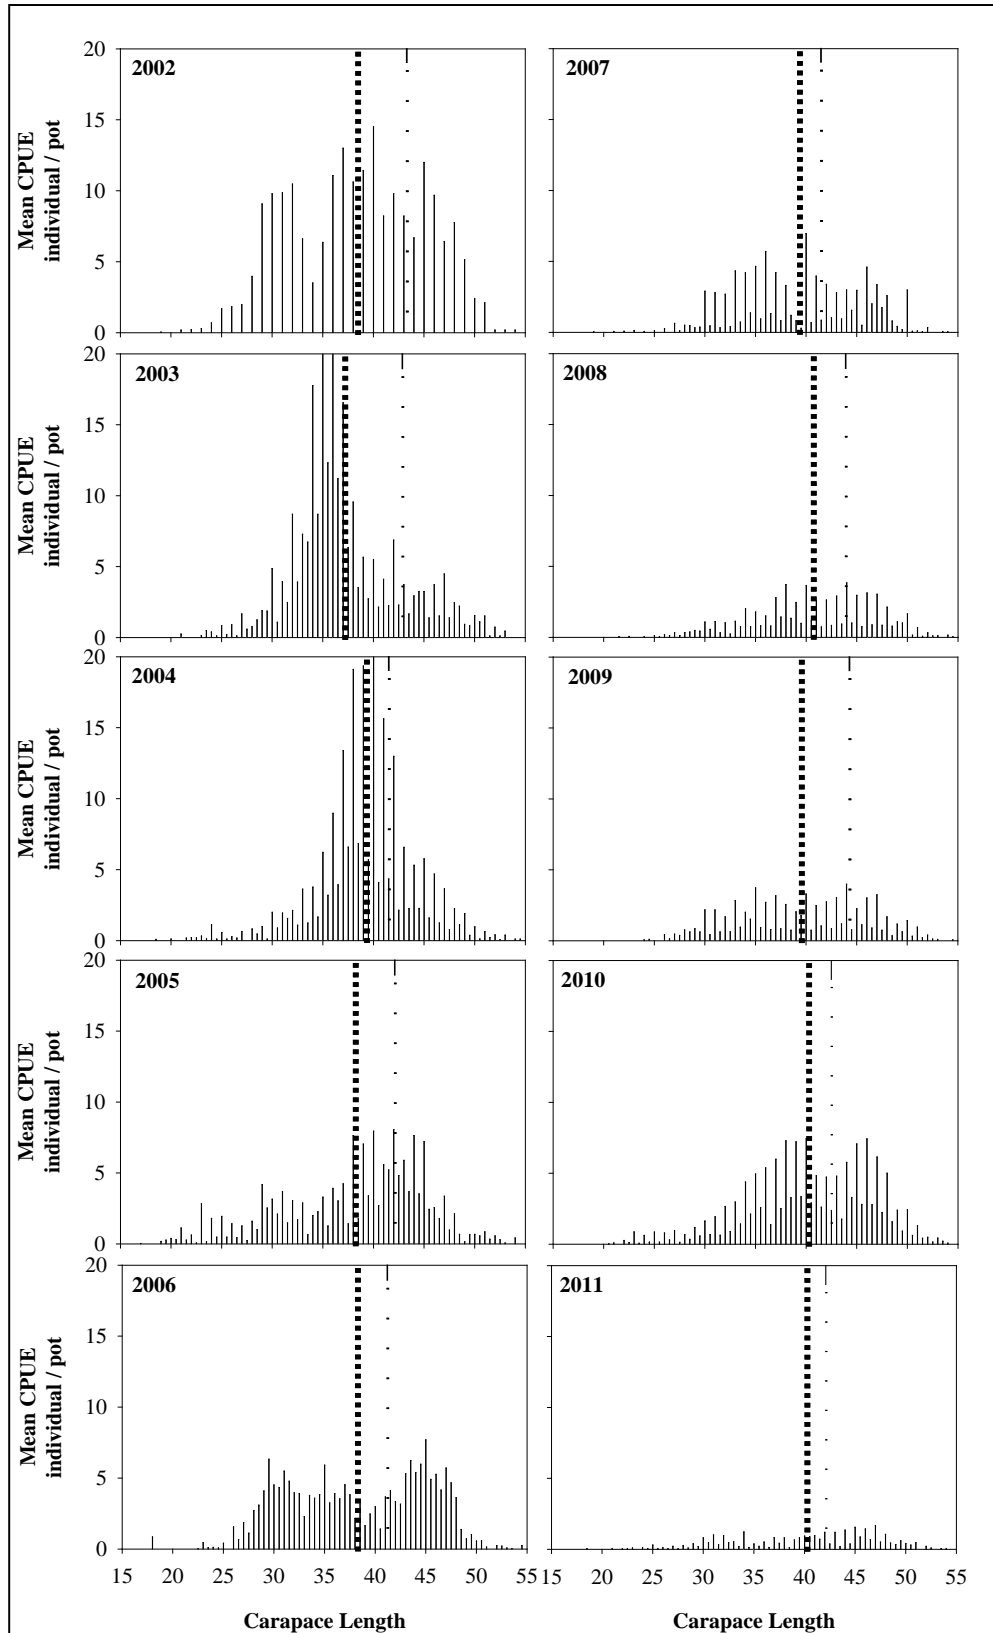 20
15
10
5
0
Mean CPUE
individual / pot
2002
2007
20
15
10
5
0
Mean CPUE
individual / pot
2003
2008
20
15
10
5
0
Mean CPUE
individual / pot
2004
2009
20
15
10
5
0
Mean CPUE
individual / pot
2005
2010
20
15
10
5
0
Mean CPUE
individual / pot
2006
2011
15 20 25 30 35 40 45 50 55
15 20 25 30 35 40 45 50 55
Carapace Length
Carapace Length